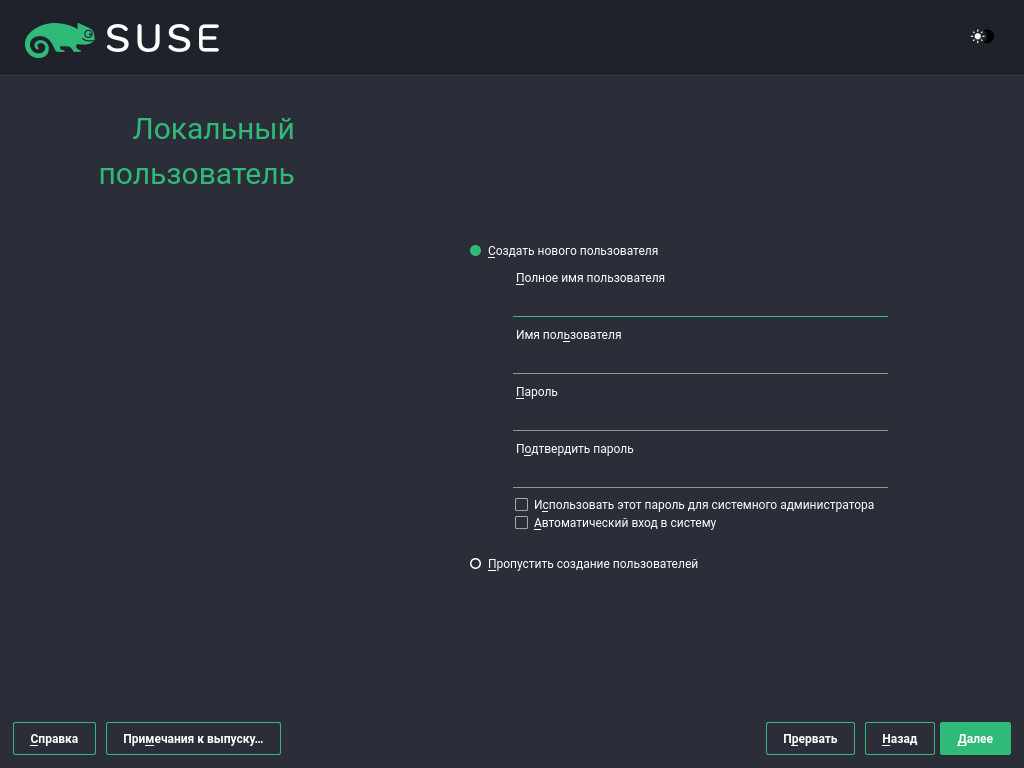 SUSE
Локальный
пользователь
Создать нового пользователя
Полное имя пользователя
Имя пользователя
Пароль
Подтвердить пароль
Использовать этот пароль для системного администратора
Автоматический вход в систему
Пропустить создание пользователей
Справка
Примечания к выпуску...
Прервать
Назад
Далее